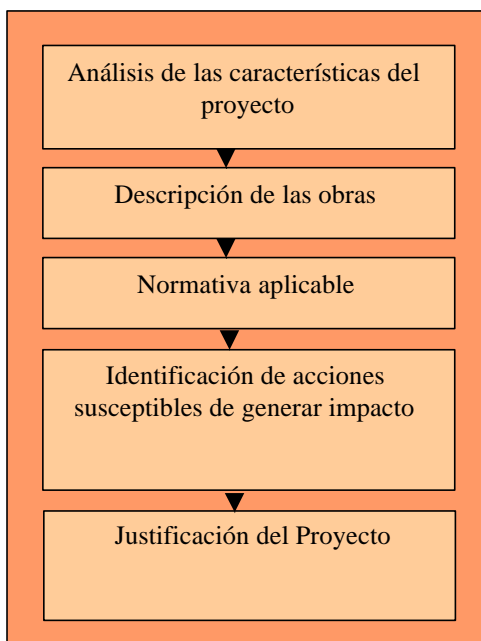 Análisis de las características del
proyecto
Descripción de las obras
Normativa aplicable
Identificación de acciones
susceptibles de generar impacto
Justificación del Proyecto